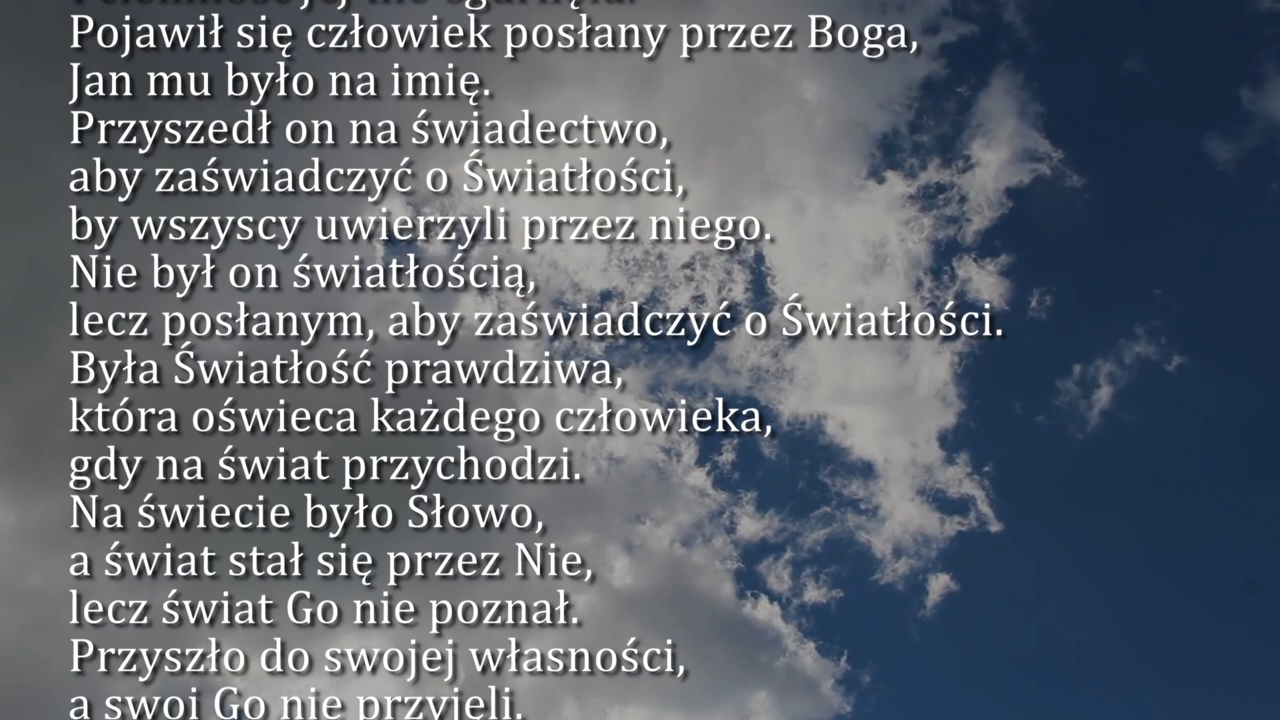 Pojawił się człowiek posłany przez Boga,
Jan mu było na imię.
Przyszedł on na świadectwo,
aby zaświadczyć o Światłości,
by wszyscy uwierzyli przez niego.
Nie był on światłością,
lecz posłanym, aby zaświadczyć o Światłości.
Była Światłość prawdziwa,
która oświeca każdego człowieka,
gdy na świat przychodzi.
Na świecie było Słowo,
a świat stał się przez Nie,
lecz świat Go nie poznał.
Przyszło do swojej własności,
a swoi Go nie przyjęli.